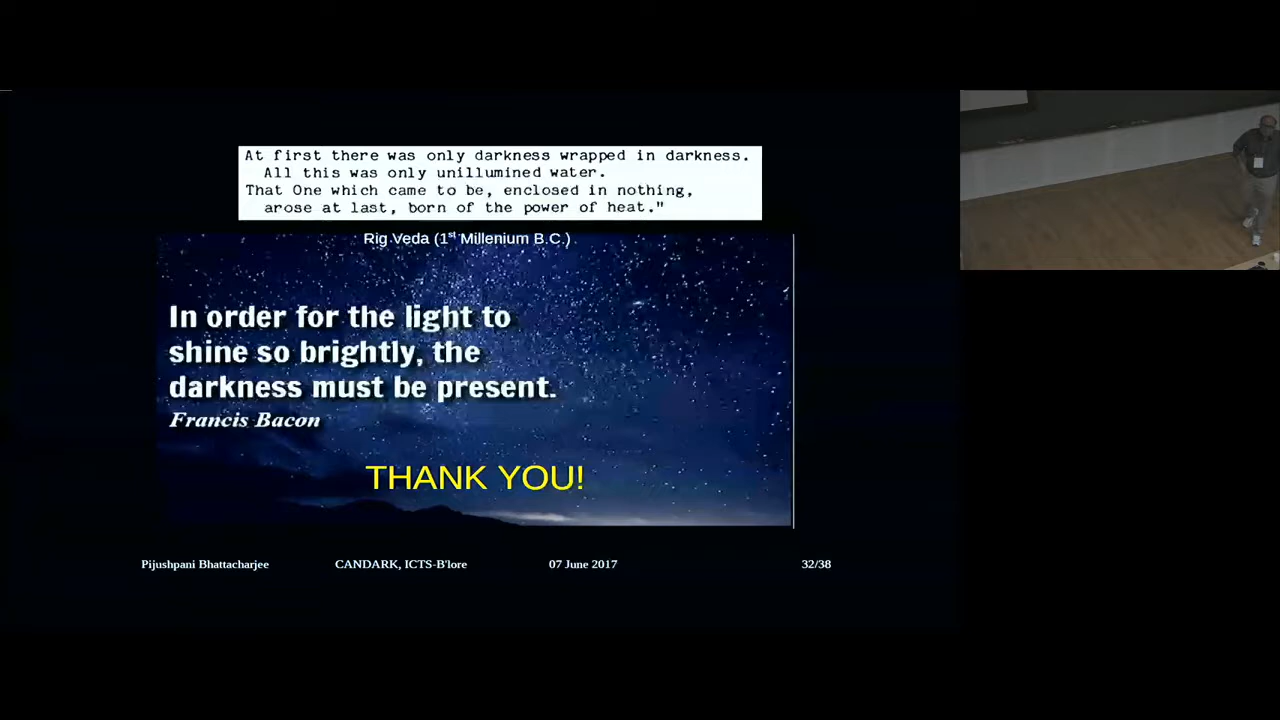 At first there was only darkness wrapped in darkness.
All this was only unillumined water.
That One which came to be, enclosed in nothing,
arose at last, born of the power of heat."
Rig Veda (1st Millenium B.C.)
In order for the light to
shine so brightly, the
darkness must be present.
Francis Bacon
THANK YOU!
Pijushpani Bhattacharjee CANDARK, ICTS-B'lore 07 June 2017 32/38